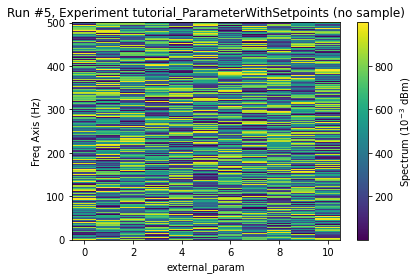 Run #5, Experiment tutorial_ParameterWithSetpoints (no sample)
500
400
300
200
100
0
Freq Axis (Hz)
0 2 4 6 8 10
external_param
800
600
400
200
Spectrum (10⁻³ dBm)